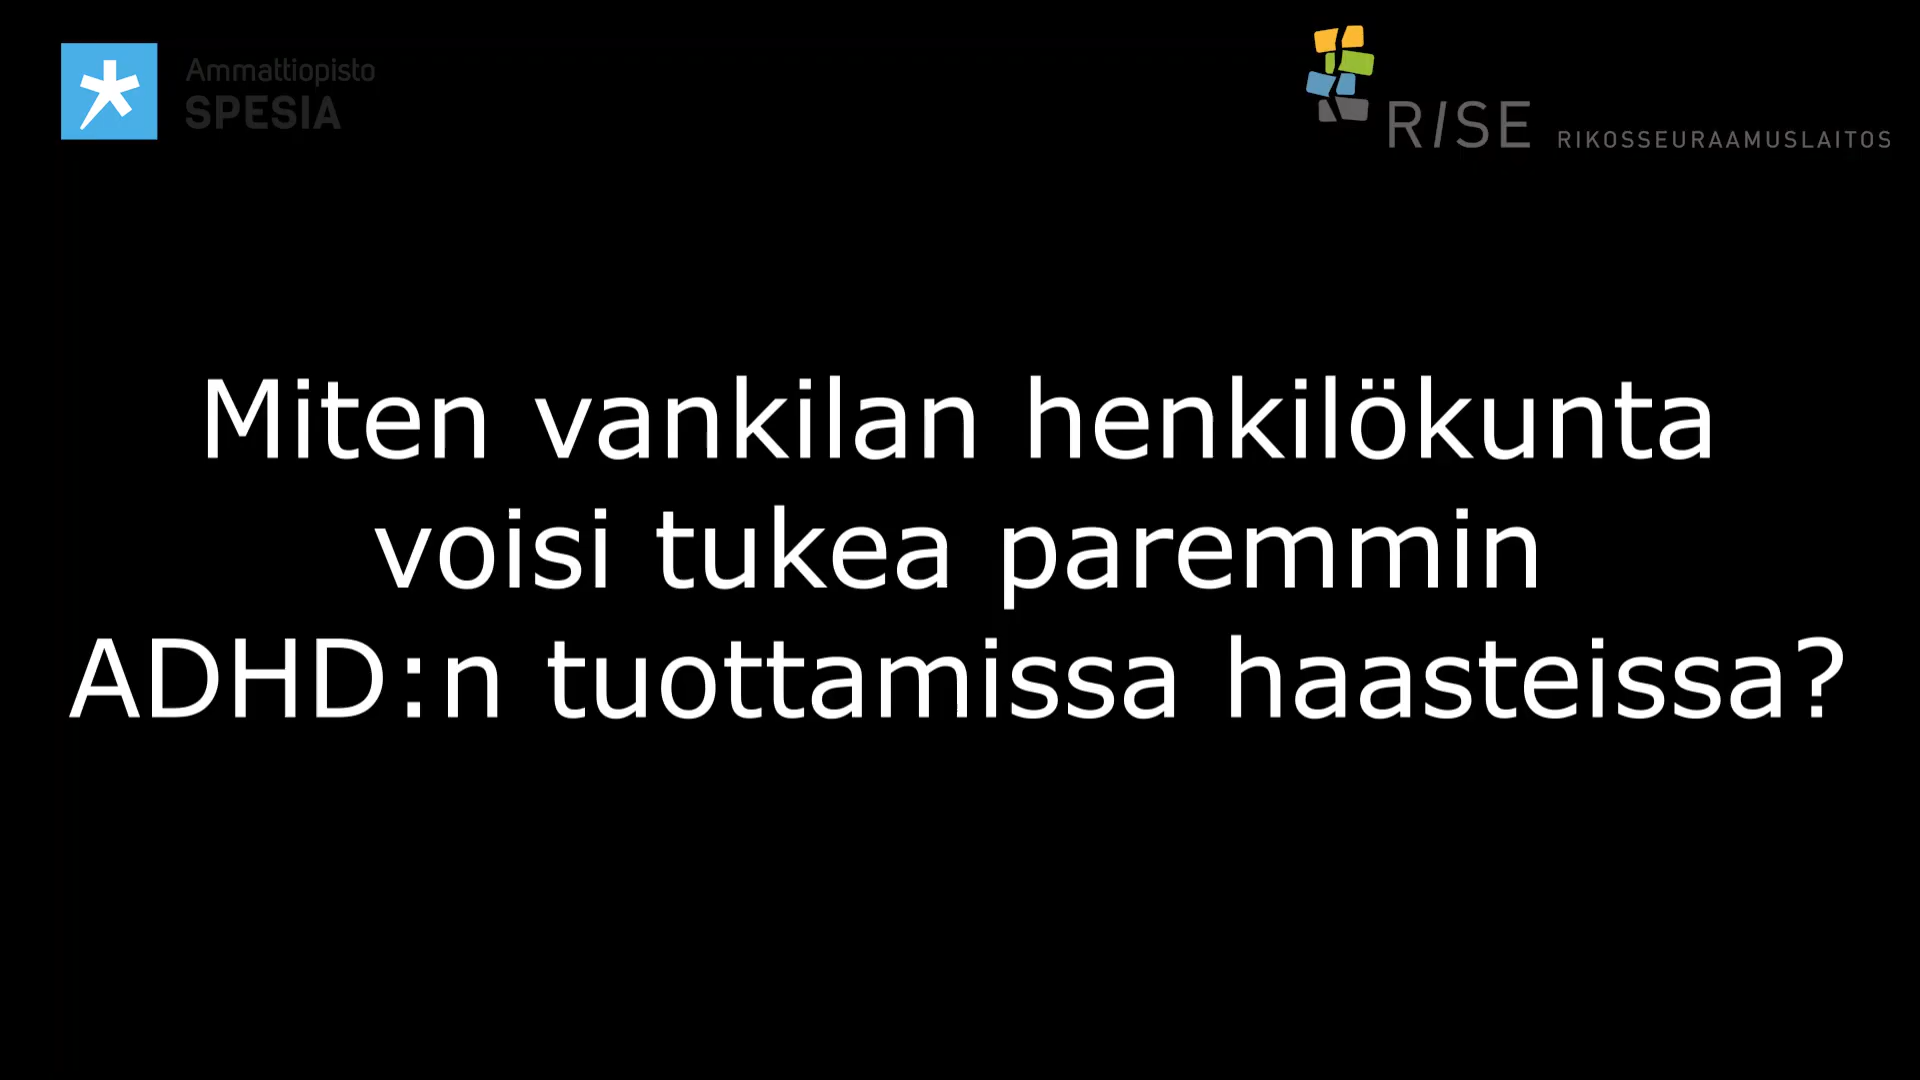 Ammattiopisto
SPESIA
RISE RIKOSSEURAAMUSLAITOS
Miten vankilan henkilökunta
voisi tukea paremmin
ADHD:n tuottamissa haasteissa?